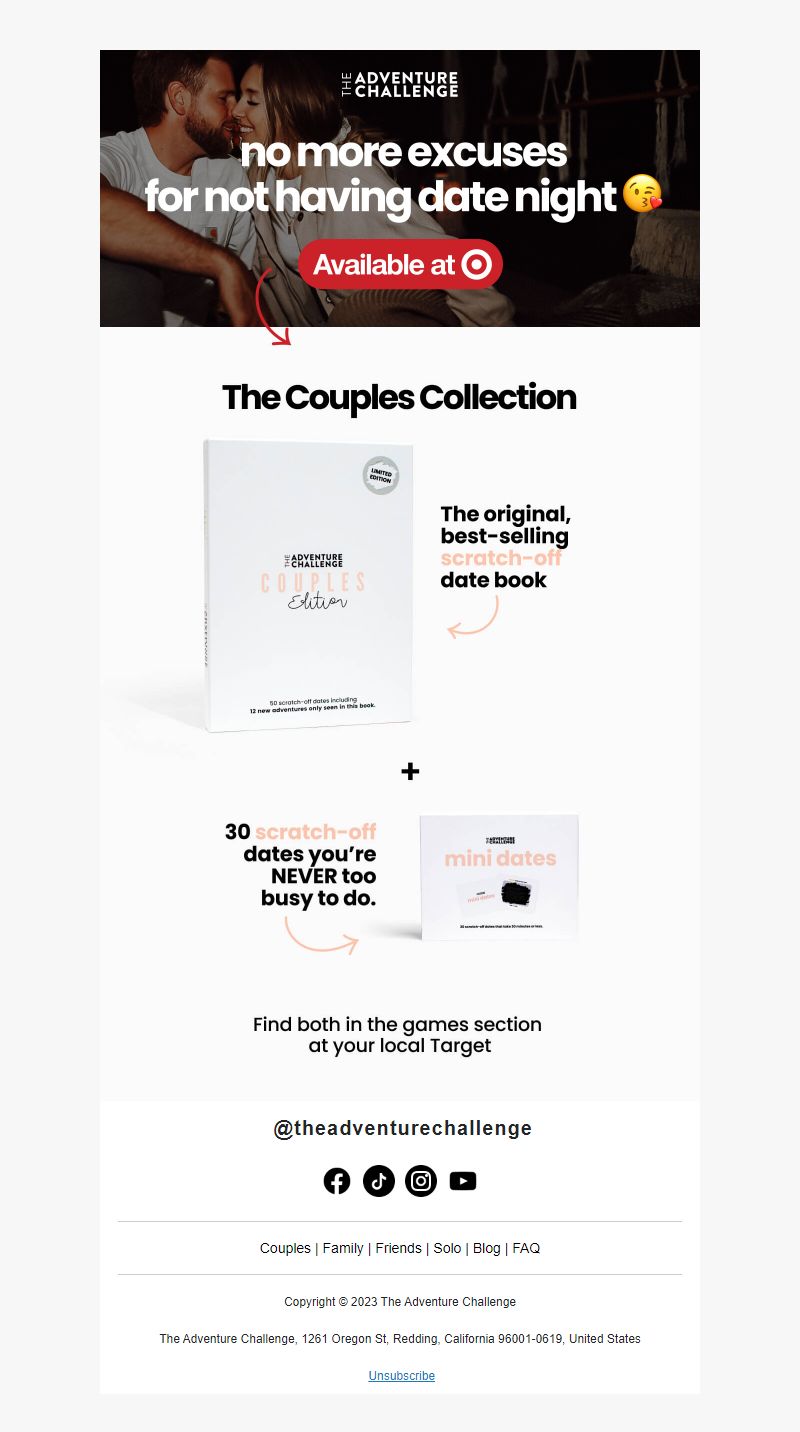 THE ADVENTURE
CHALLENGE
no more excuses
for not having date night 😘
Available at
The Couples Collection
LIMITED
EDITION
THE ADVENTURE
CHALLENGE
COUPLES
Edition
50 scratch-off dates including
12 new adventures only seen in this book.
The original,
best-selling
scratch-off
date book
+
30 scratch-off
dates you're
NEVER too
busy to do.
THE ADVENTURE
CHALLENGE
mini dates
mini dates
30 scratch-off dates that take 30 minutes or less.
Find both in the games section
at your local Target
@theadventurechallenge
Couples | Family | Friends | Solo | Blog | FAQ
Copyright © 2023 The Adventure Challenge
The Adventure Challenge, 1261 Oregon St, Redding, California 96001-0619, United States
Unsubscribe